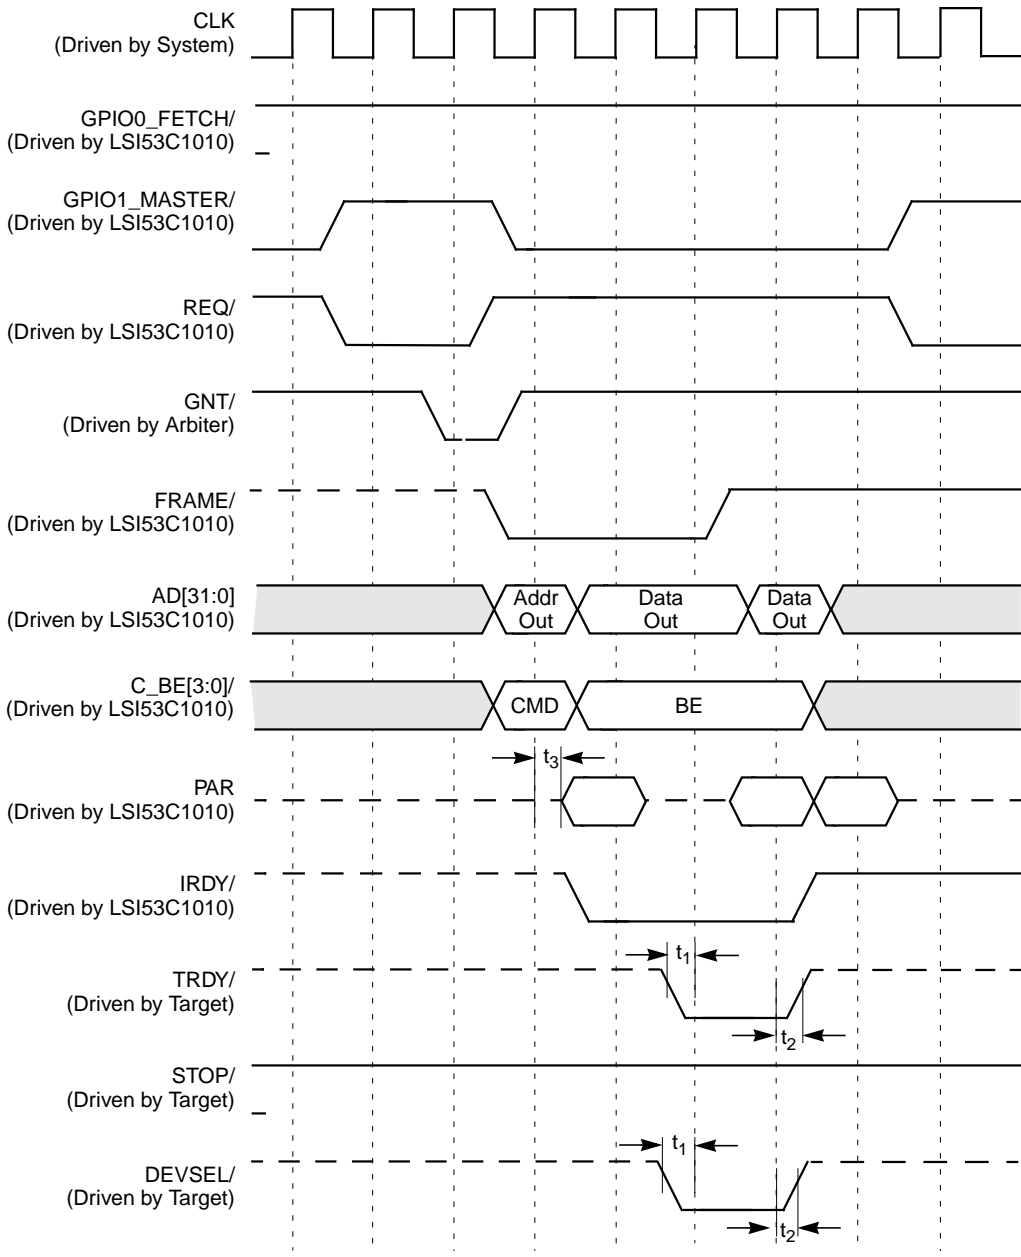 CLK
(Driven by System)
GPIO0_FETCH/
(Driven by LSI53C1010)
GPIO1_MASTER/
(Driven by LSI53C1010)
REQ/
(Driven by LSI53C1010)
GNT/
(Driven by Arbiter)
FRAME/
(Driven by LSI53C1010)
AD[31:0]
(Driven by LSI53C1010)
Addr
Out
Data
Out
Data
Out
C_BE[3:0]/
(Driven by LSI53C1010)
CMD
BE
t3
PAR
(Driven by LSI53C1010)
IRDY/
(Driven by LSI53C1010)
t1
TRDY/
(Driven by Target)
t2
STOP/
(Driven by Target)
t1
DEVSEL/
(Driven by Target)
t2